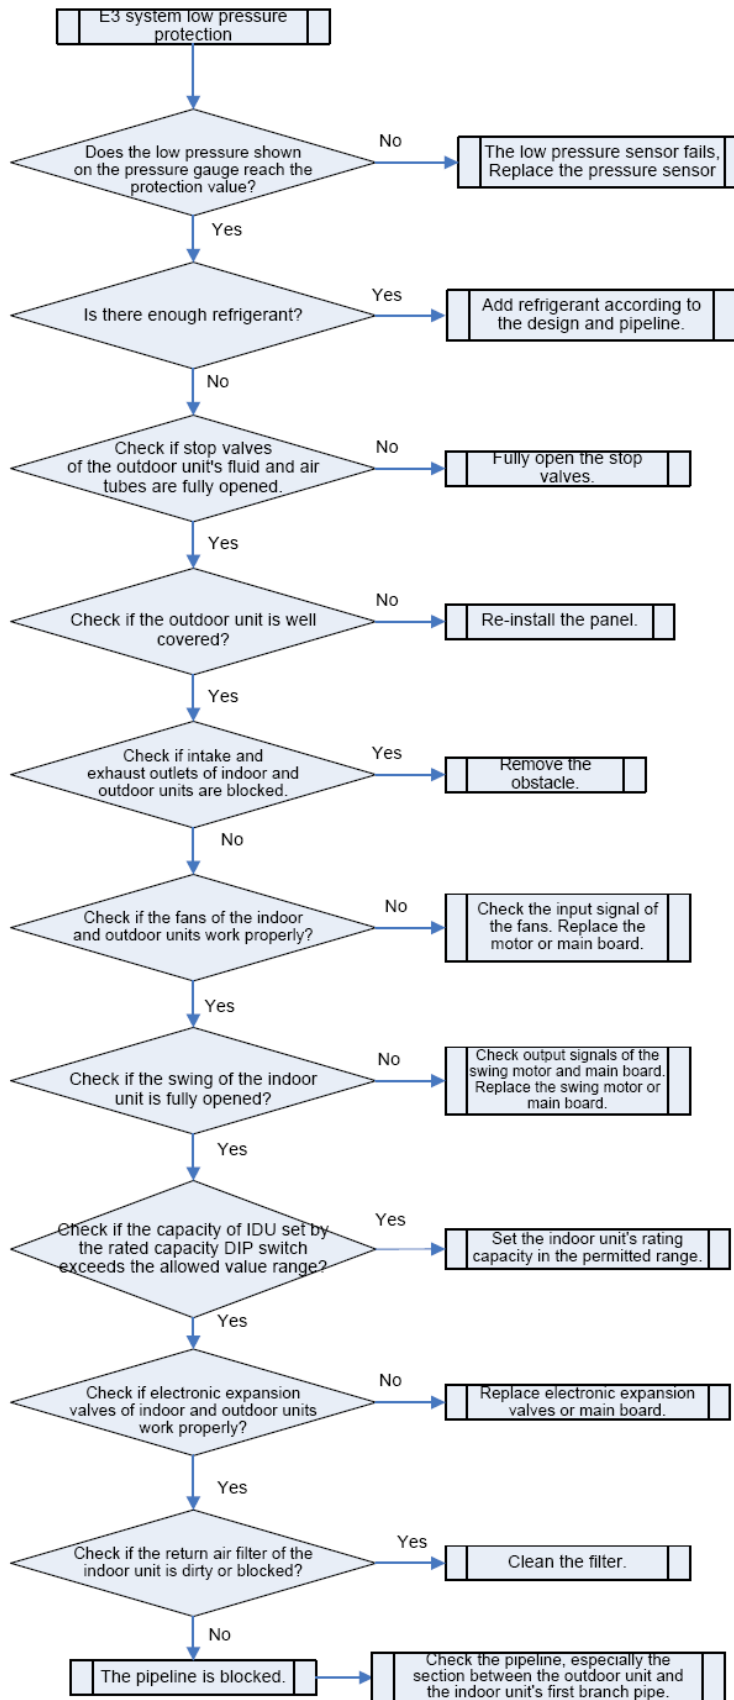 E3 system low pressure
protection
Does the low pressure shown
on the pressure gauge reach the
protection value?
No
The low pressure sensor fails,
Replace the pressure sensor
Yes
Is there enough refrigerant?
Yes
Add refrigerant according to
the design and pipeline.
No
Check if stop valves
of the outdoor unit's fluid and air
tubes are fully opened.
No
Fully open the stop
valves.
Yes
Check if the outdoor unit is well
covered?
No
Re-install the panel.
Yes
Check if intake and
exhaust outlets of indoor and
outdoor units are blocked.
Yes
Remove the
obstacle.
No
Check if the fans of the indoor
and outdoor units work properly?
No
Check the input signal of
the fans. Replace the
motor or main board.
Yes
Check if the swing of the indoor
unit is fully opened?
No
Check output signals of the
swing motor and main board.
Replace the swing motor or
main board.
Yes
Check if the capacity of IDU set by
the rated capacity DIP switch
exceeds the allowed value range?
Yes
Set the indoor unit's rating
capacity in the permitted range.
Yes
Check if electronic expansion
valves of indoor and outdoor units
work properly?
No
Replace electronic expansion
valves or main board.
Yes
Check if the return air filter of the
indoor unit is dirty or blocked?
Yes
Clean the filter.
No
The pipeline is blocked.
Check the pipeline, especially the
section between the outdoor unit and
the indoor unit's first branch pipe.